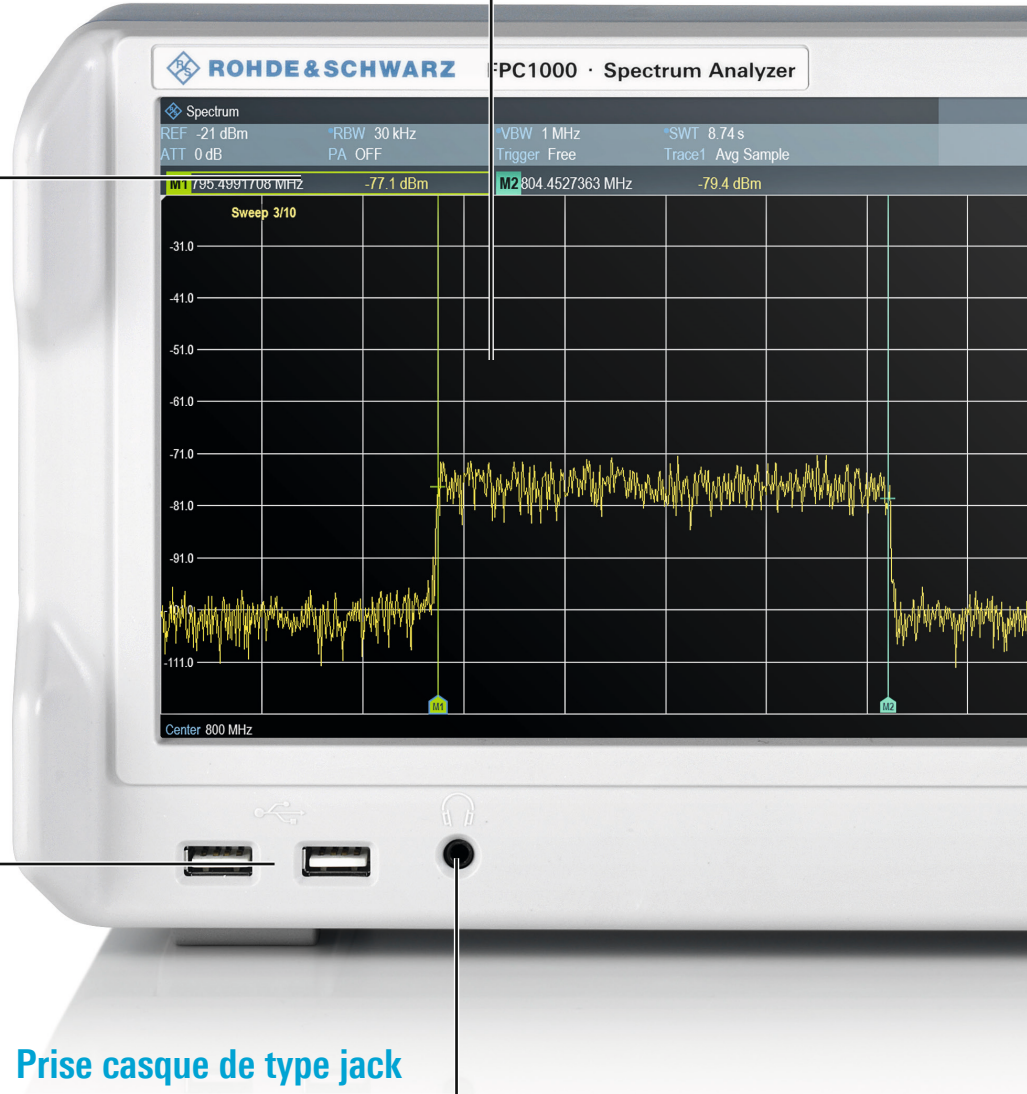 ROHDE & SCHWARZ FPC1000 · Spectrum Analyzer
Spectrum
REF -21 dBm *RBW 30 kHz *VBW 1 MHz *SWT 8.74 s
ATT 0 dB PA OFF Trigger Free Trace1 Avg Sample
M1 795.4991708 MHz -77.1 dBm M2 804.4527363 MHz -79.4 dBm
Sweep 3/10
-31.0
-41.0
-51.0
-61.0
-71.0
-81.0
-91.0
-111.0
M1 M2
Center 800 MHz
Prise casque de type jack